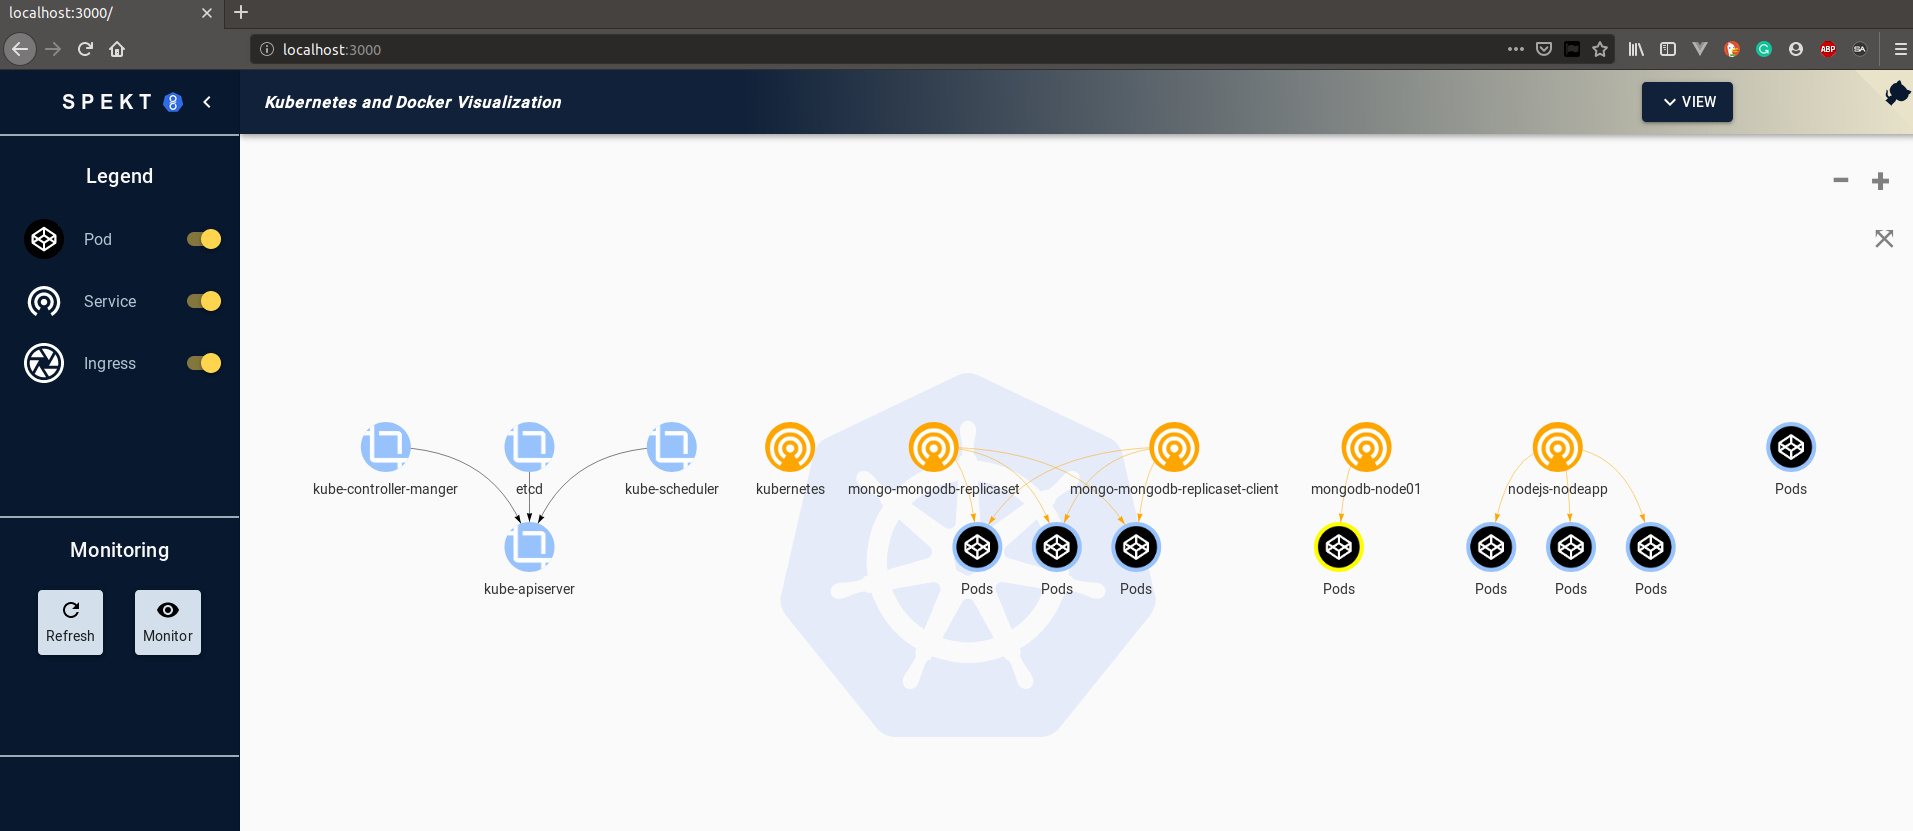 localhost:3000/
localhost:3000
ABP
SA
SPEKT 8
Kubernetes and Docker Visualization
VIEW
Legend
Pod
Service
Ingress
Monitoring
Refresh
Monitor
kube-controller-manger
etcd
kube-scheduler
kubernetes
mongo-mongodb-replicaset
mongo-mongodb-replicaset-client
mongodb-node01
nodejs-nodeapp
Pods
kube-apiserver
Pods
Pods
Pods
Pods
Pods
Pods
Pods